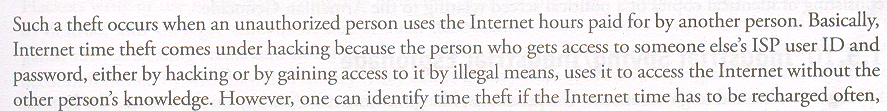 Such a theft occurs when an unauthorized person uses the Internet hours paid for by another person. Basically,
Internet time theft comes under hacking because the person who gets access to someone else's ISP user ID and
password, either by hacking or by gaining access to it by illegal means, uses it to access the Internet without the
other person's knowledge. However, one can identify time theft if the Internet time has to be recharged often,